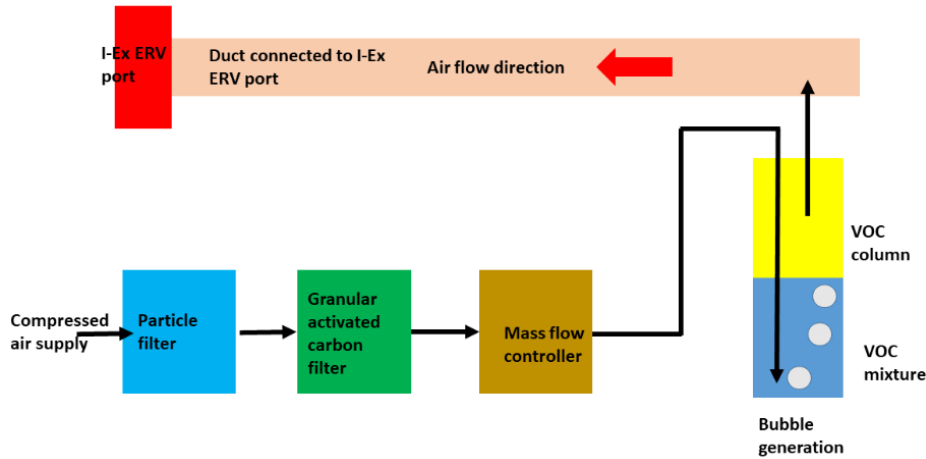 I-Ex ERV
port
Duct connected to I-Ex
ERV port
Air flow direction
VOC
column
Compressed
air supply
Particle
filter
Granular
activated
carbon
filter
Mass flow
controller
VOC
mixture
Bubble
generation